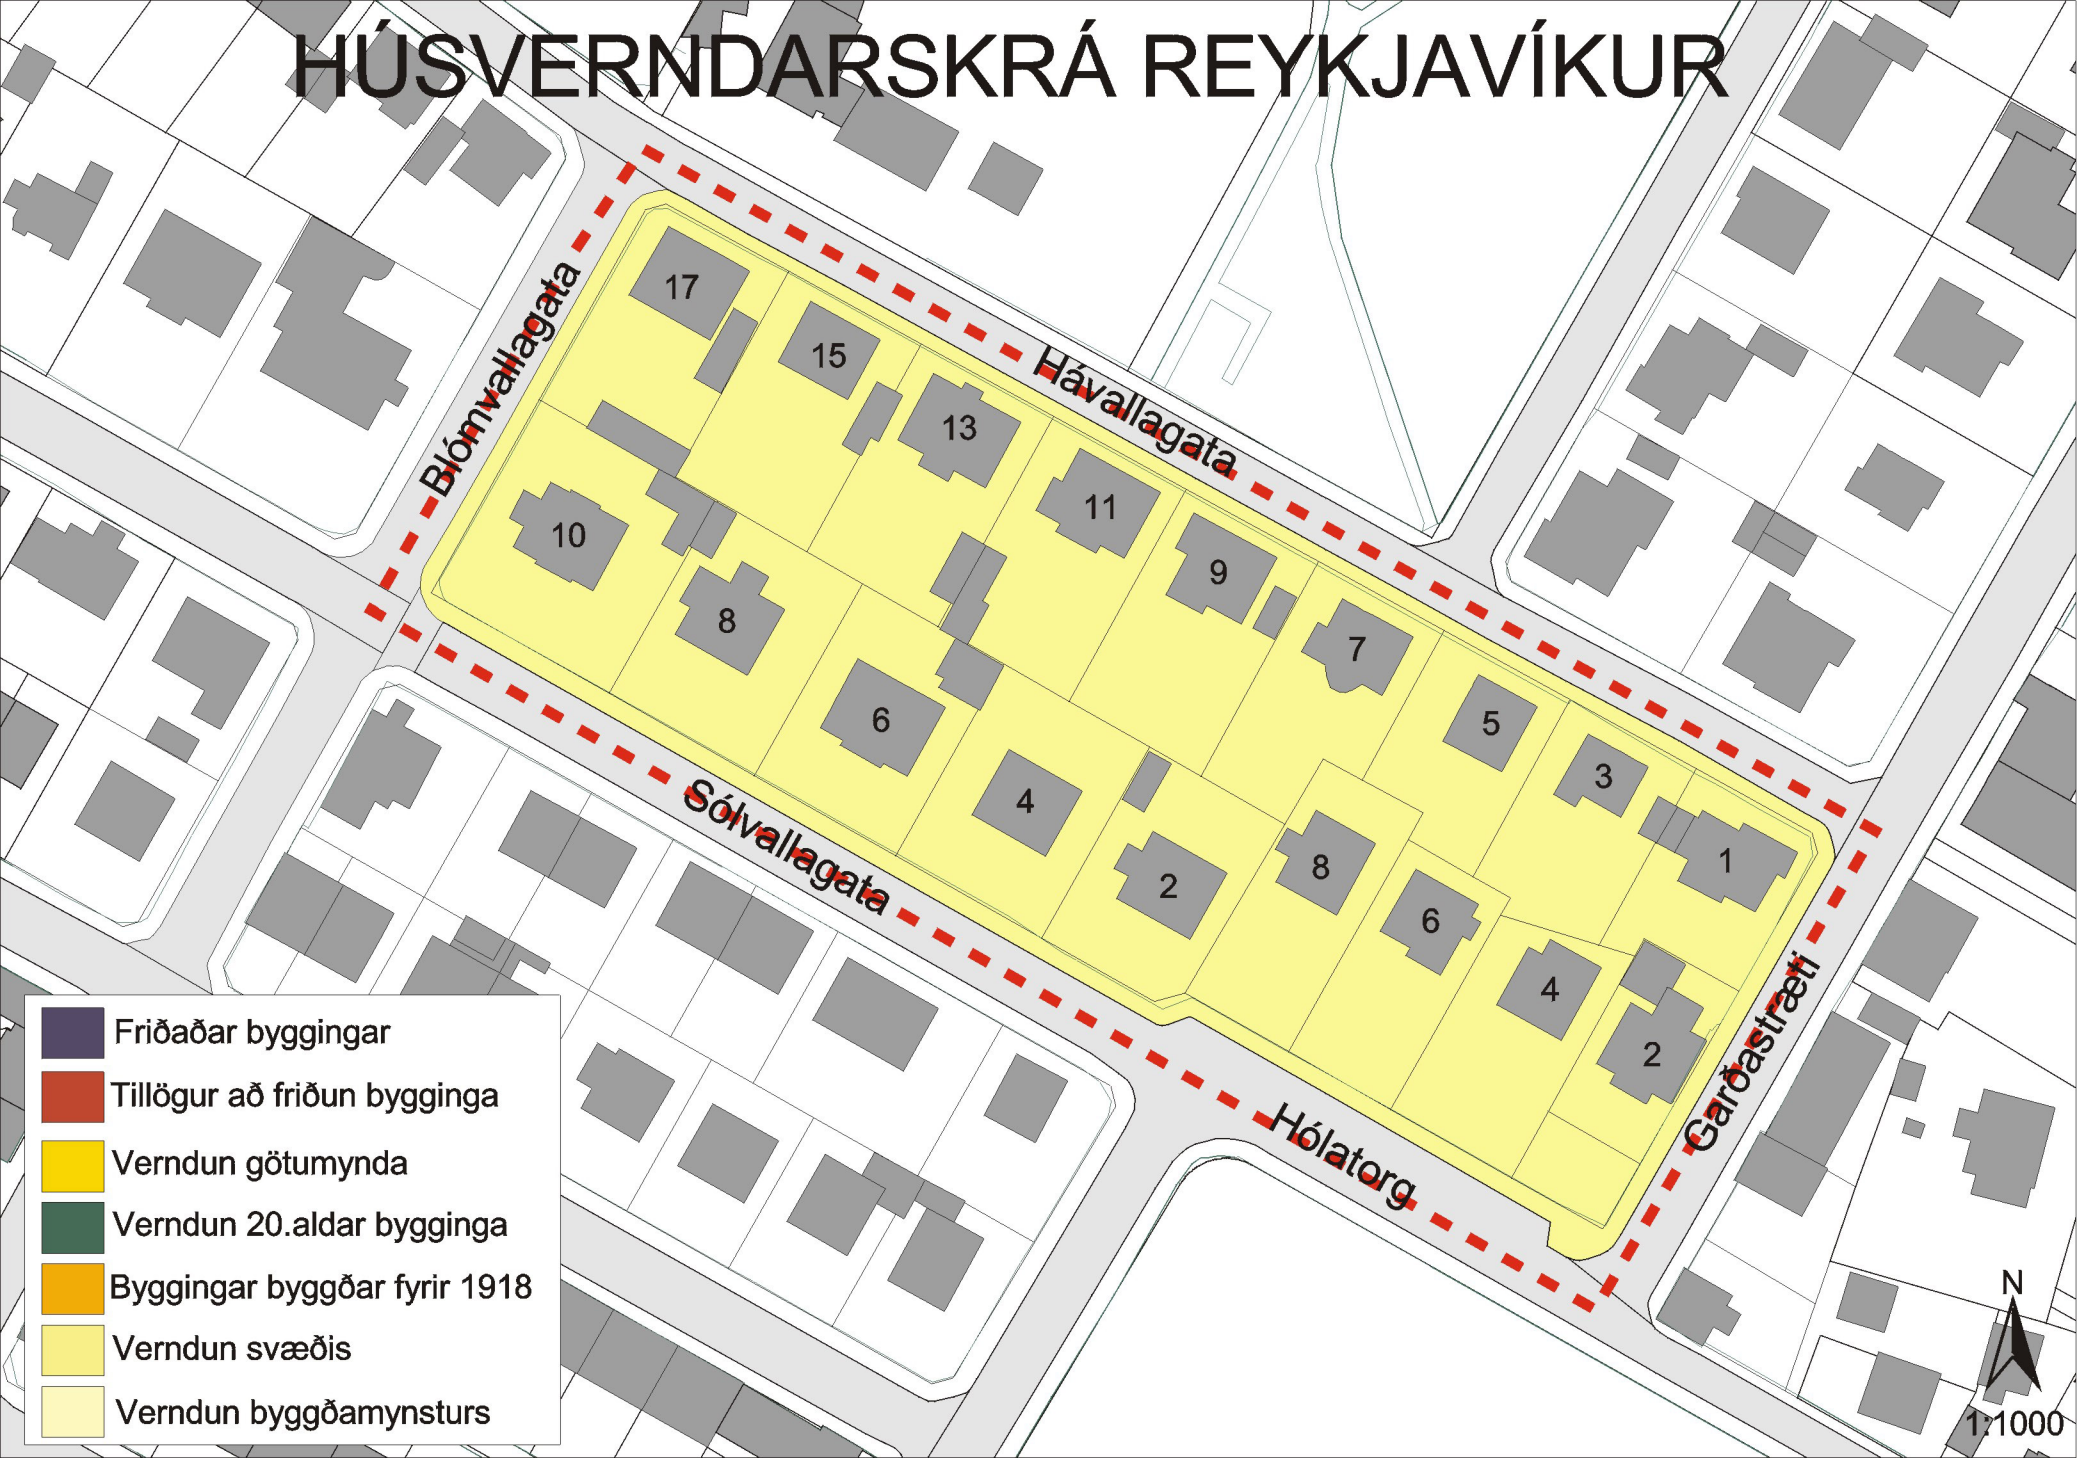 HÚSVERNDARSKRÁ REYKJAVÍKUR
Blómvallagata
Hávallagata
17
15
13
11
9
7
5
3
1
10
8
6
4
2
8
6
4
2
Sólvallagata
Hólatorg
Garðastræti
Friðaðar byggingar
Tillögur að friðun bygginga
Verndun götumynda
Verndun 20.aldar bygginga
Byggingar byggðar fyrir 1918
Verndun svæðis
Verndun byggðamynsturs
N
1:1000